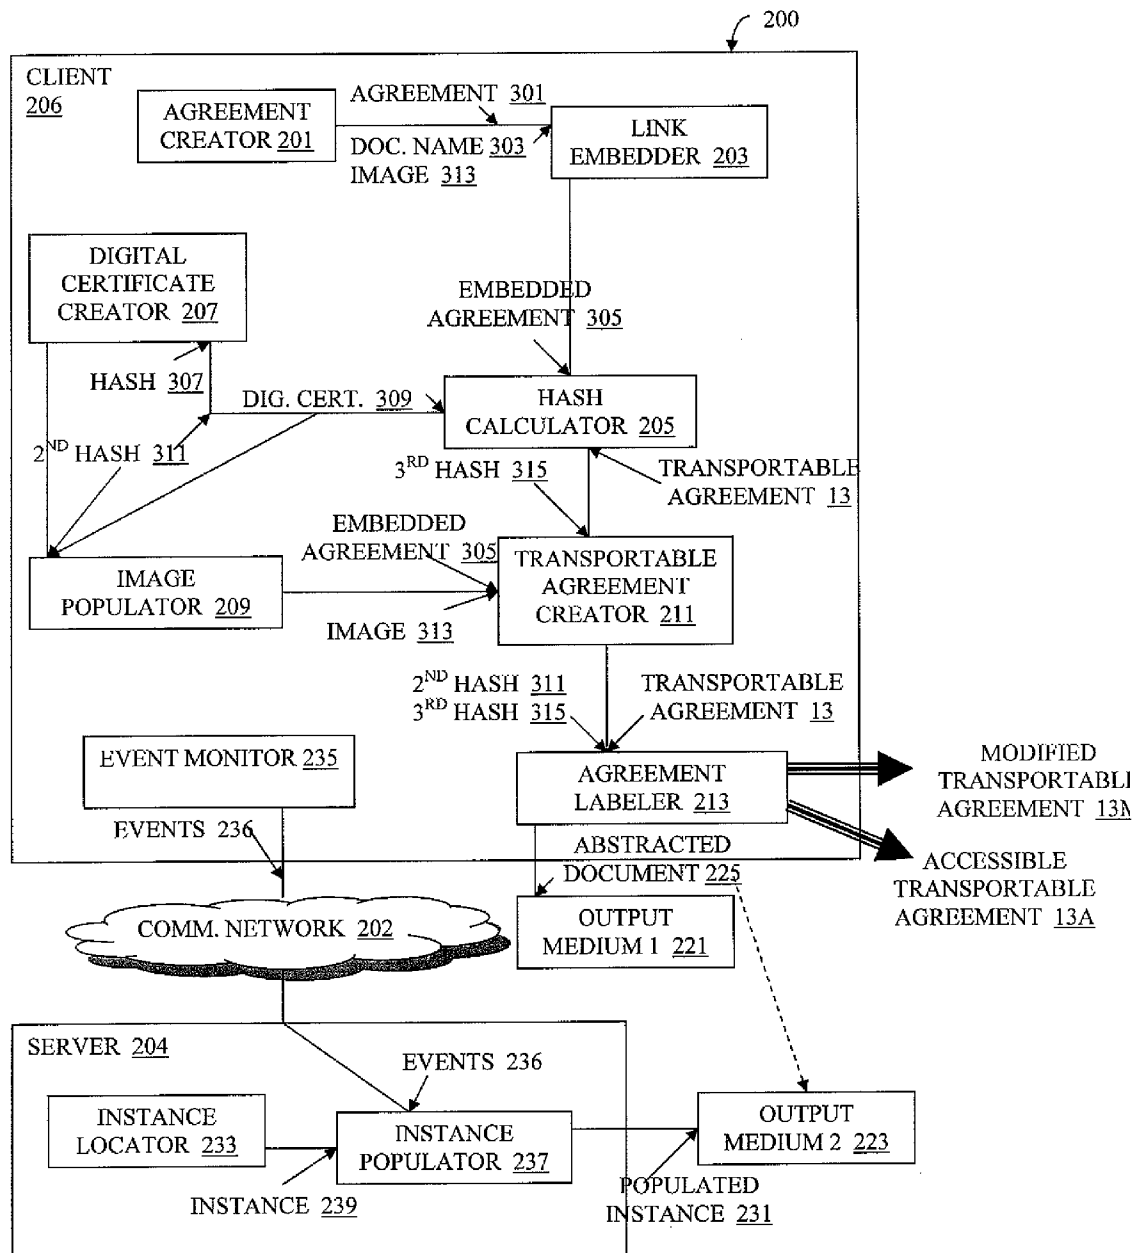 200
CLIENT
206
AGREEMENT
CREATOR 201
AGREEMENT 301
DOC. NAME 303
IMAGE 313
LINK
EMBEDDER 203
DIGITAL
CERTIFICATE
CREATOR 207
EMBEDDED
AGREEMENT 305
HASH 307
DIG. CERT. 309
HASH
CALCULATOR 205
2ND HASH 311
3RD HASH 315
TRANSPORTABLE
AGREEMENT 13
EMBEDDED
AGREEMENT 305
IMAGE
POPULATOR 209
TRANSPORTABLE
AGREEMENT
CREATOR 211
IMAGE 313
2ND HASH 311
3RD HASH 315
TRANSPORTABLE
AGREEMENT 13
EVENT MONITOR 235
AGREEMENT
LABELER 213
MODIFIED
TRANSPORTABLE
AGREEMENT 13M
EVENTS 236
ABSTRACTED
DOCUMENT 225
ACCESSIBLE
TRANSPORTABLE
AGREEMENT 13A
COMM. NETWORK 202
OUTPUT
MEDIUM 1 221
SERVER 204
EVENTS 236
INSTANCE
LOCATOR 233
INSTANCE
POPULATOR 237
OUTPUT
MEDIUM 2 223
INSTANCE 239
POPULATED
INSTANCE 231